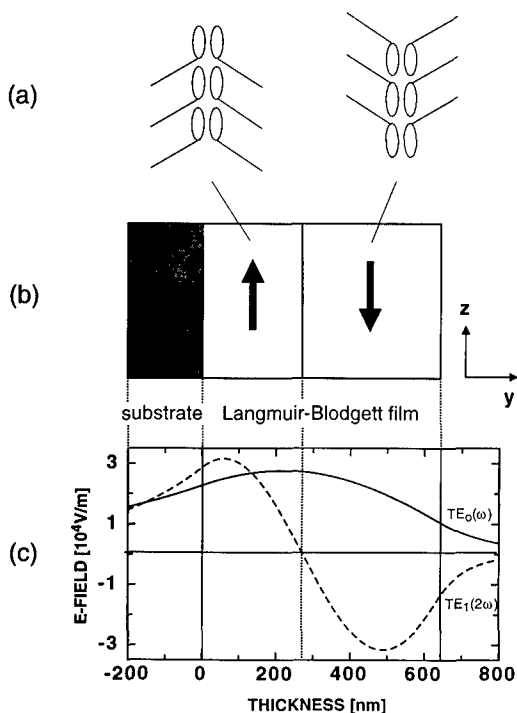 (a)
(b)
z
y
substrate
Langmuir-Blodgett film
(c)
E-FIELD [10⁴V/m]
3
1
-1
-3
TE₀(ω)
TE₁(2ω)
-200
0
200
400
600
800
THICKNESS [nm]